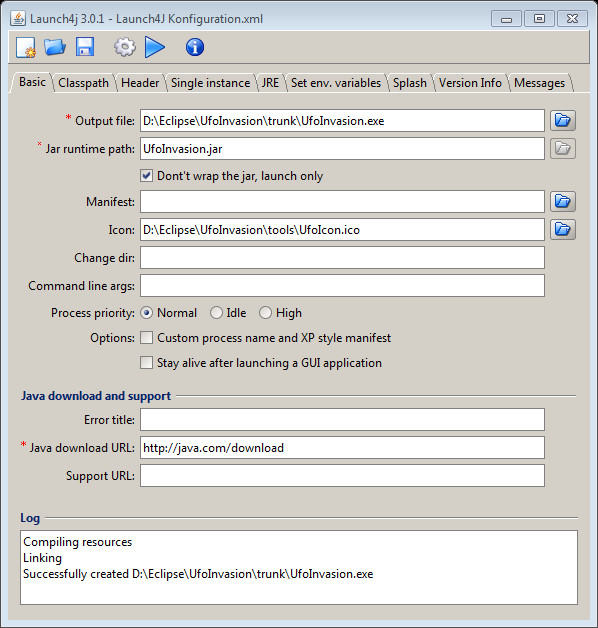 Launch4j 3.0.1 - Launch4J Konfiguration.xml
Basic Classpath Header Single instance JRE Set env. variables Splash Version Info Messages
* Output file: D:\Eclipse\UfoInvasion\trunk\UfoInvasion.exe
* Jar runtime path: UfoInvasion.jar
Dont't wrap the jar, launch only
Manifest:
Icon: D:\Eclipse\UfoInvasion\tools\UfoIcon.ico
Change dir:
Command line args:
Process priority: Normal Idle High
Options: Custom process name and XP style manifest
Stay alive after launching a GUI application
Java download and support
Error title:
* Java download URL: http://java.com/download
Support URL:
Log
Compiling resources
Linking
Successfully created D:\Eclipse\UfoInvasion\trunk\UfoInvasion.exe